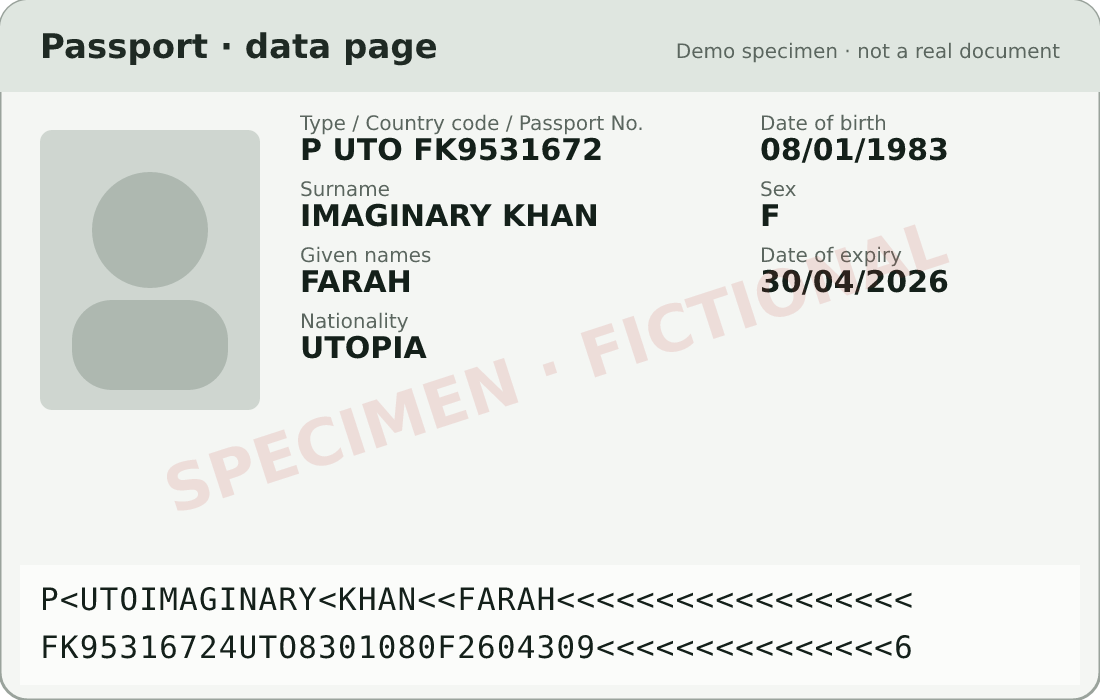 Passport · data page
Demo specimen · not a real document
Type / Country code / Passport No.
P UTO FK9531672
Date of birth
08/01/1983
Surname
IMAGINARY KHAN
Sex
F
Given names
FARAH
Date of expiry
30/04/2026
Nationality
UTOPIA
SPECIMEN · FICTIONAL
P<UTOIMAGINARY<KHAN<<FARAH<<<<<<<<<<<<<<<<<<
FK95316724UTO8301080F2604309<<<<<<<<<<<<<<<6